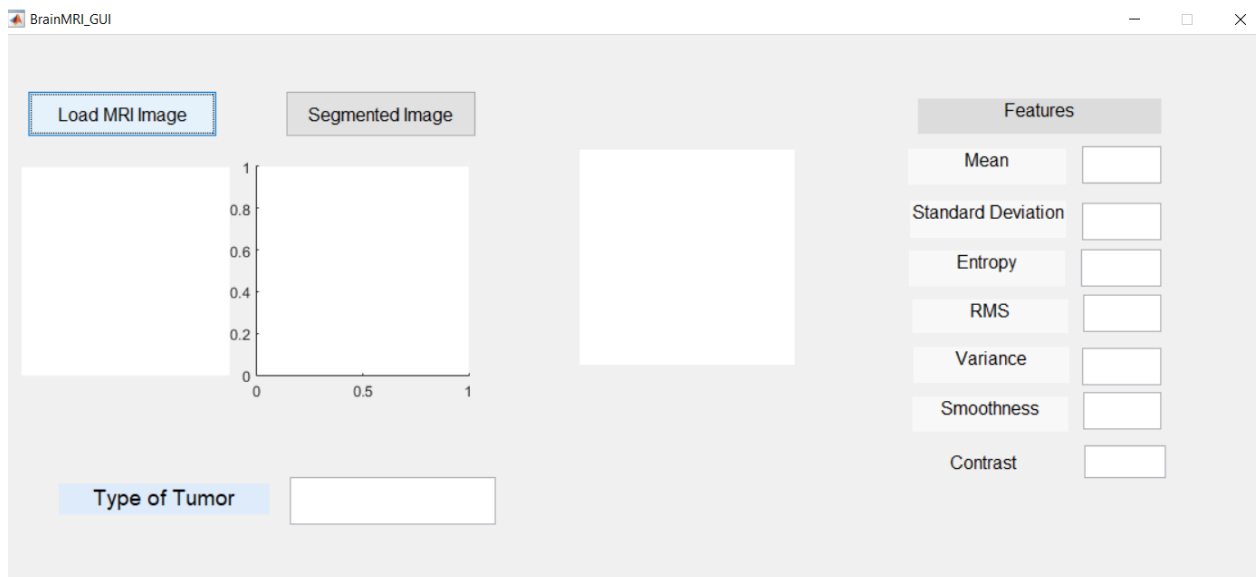 BrainMRI_GUI
Load MRI Image
Segmented Image
1
0.8
0.6
0.4
0.2
0
0
0.5
1
Type of Tumor
Features
Mean
Standard Deviation
Entropy
RMS
Variance
Smoothness
Contrast